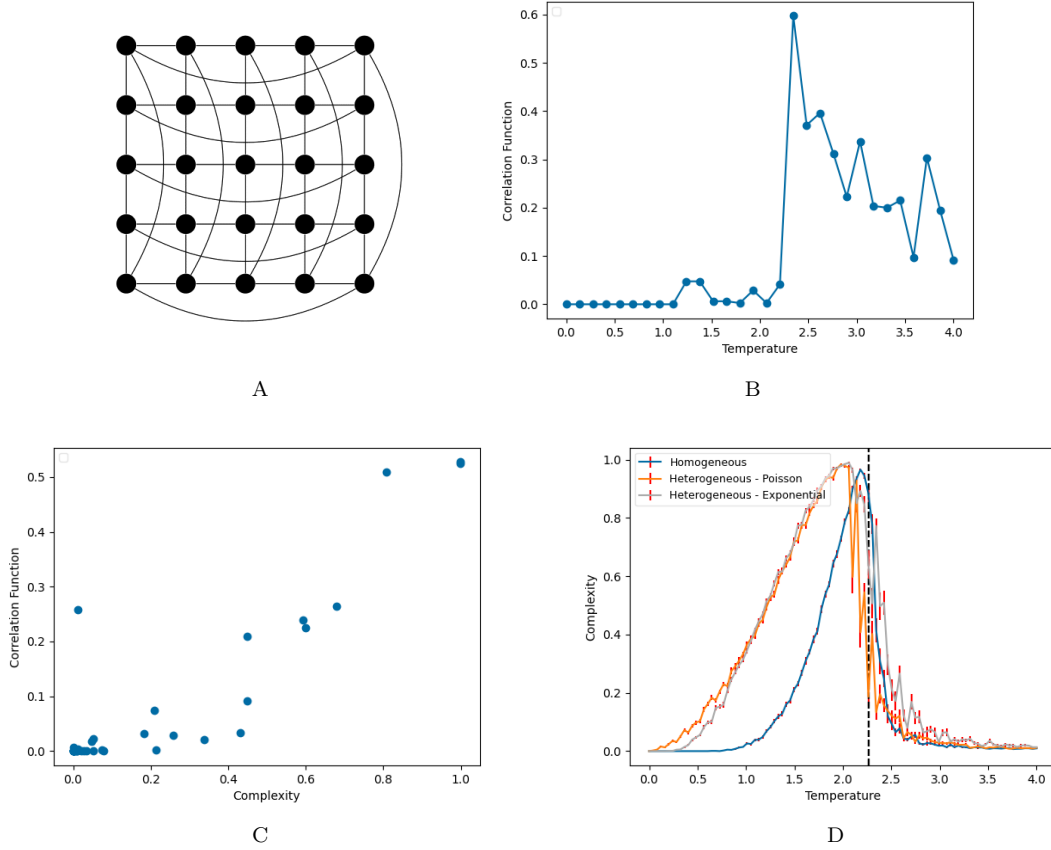 A
0.6
0.5
0.4
0.3
0.2
0.1
0.0
Correlation Function
0.0 0.5 1.0 1.5 2.0 2.5 3.0 3.5 4.0
Temperature
B
0.5
0.4
0.3
0.2
0.1
0.0
Correlation Function
0.0 0.2 0.4 0.6 0.8 1.0
Complexity
C
Homogeneous
Heterogeneous - Poisson
Heterogeneous - Exponential
1.0
0.8
0.6
0.4
0.2
0.0
Complexity
0.0 0.5 1.0 1.5 2.0 2.5 3.0 3.5 4.0
Temperature
D